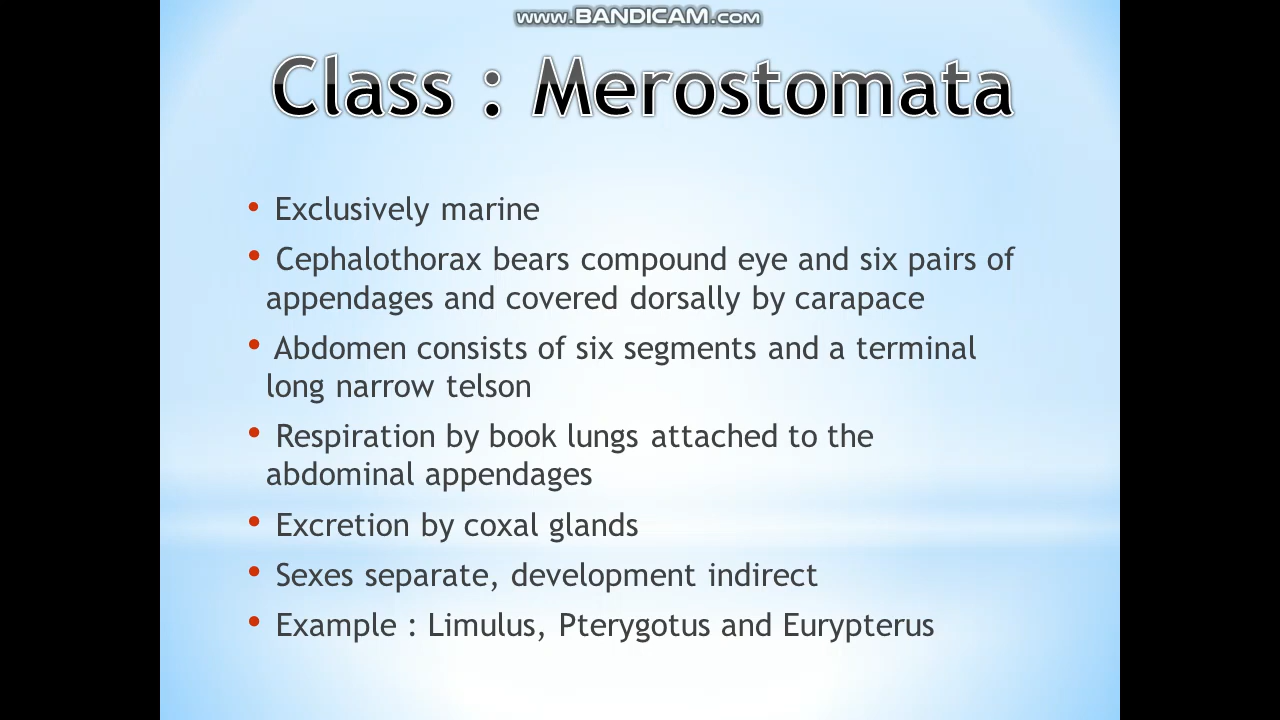 www.BANDICAM.com
Class : Merostomata
• Exclusively marine
• Cephalothorax bears compound eye and six pairs of
appendages and covered dorsally by carapace
• Abdomen consists of six segments and a terminal
long narrow telson
• Respiration by book lungs attached to the
abdominal appendages
• Excretion by coxal glands
• Sexes separate, development indirect
• Example : Limulus, Pterygotus and Eurypterus